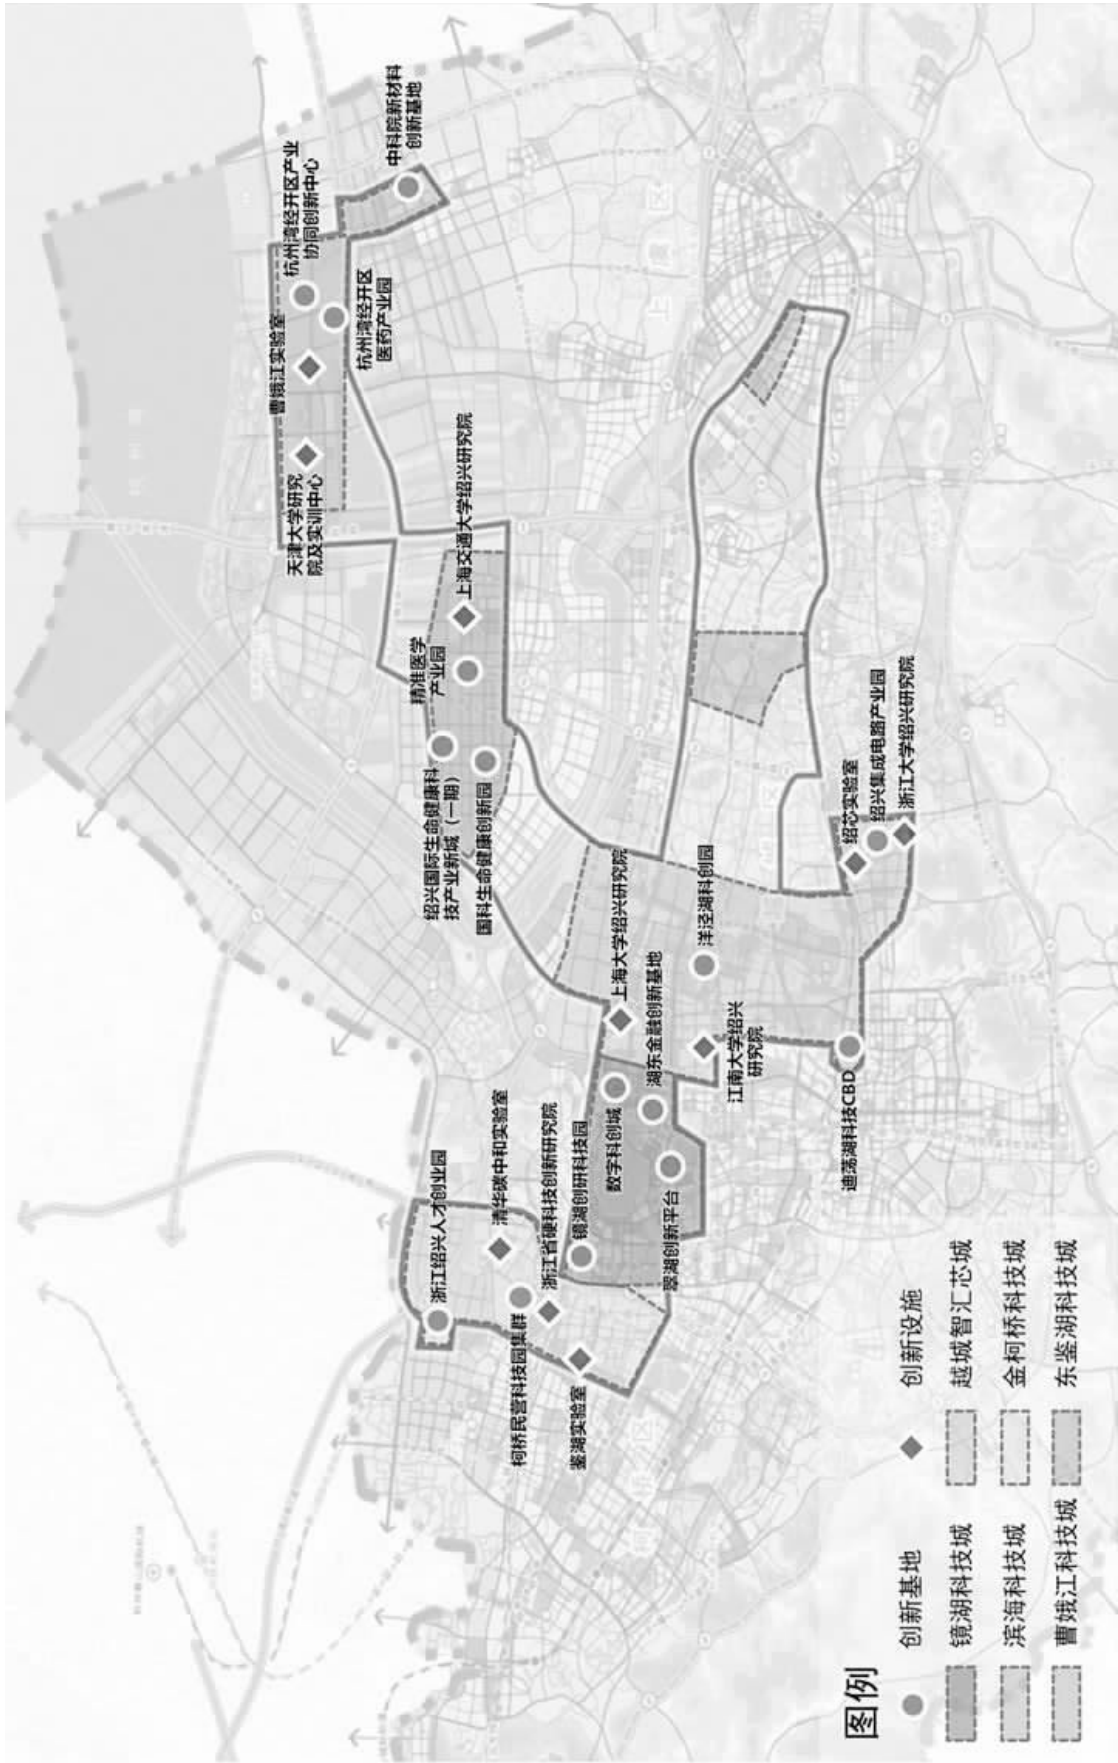 中科院新材料
创新基地
杭州湾经开区产业
协同创新中心
曹娥江实验室
杭州湾经开区
医药产业园
天津大学研究
院及实训中心
上海交通大学绍兴研究院
精准医学
产业园
绍兴国际生命健康科
技产业新城（一期）
国科生命健康创新园
上海大学绍兴研究院
湖东金融创新基地
洋泾湖科创园
江南大学绍兴
研究院
绍芯实验室
绍兴集成电路产业园
浙江大学绍兴研究院
迪荡湖科技CBD
浙江绍兴人才创业园
清华碳中和实验室
浙江省硬科技创新研究院
镜湖创研科技园
数字科创城
翠湖创新平台
柯桥民营科技园集群
鉴湖实验室
图例
创新基地
创新设施
镜湖科技城
越城智汇芯城
滨海科技城
金柯桥科技城
曹娥江科技城
东鉴湖科技城